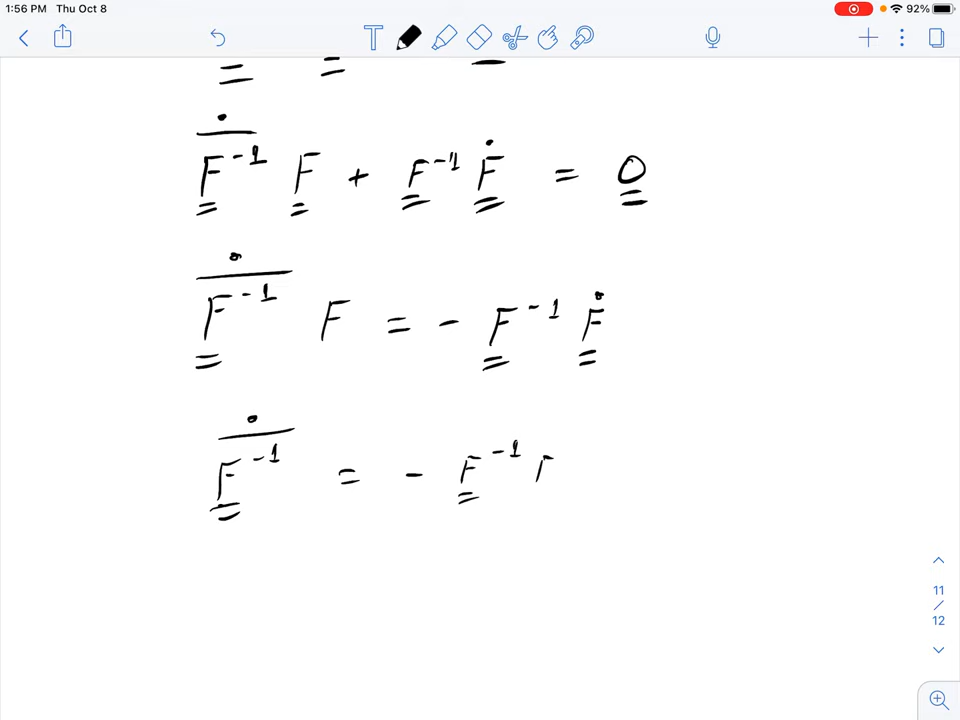 1:56 PM Thu Oct 8 92%
T
F⁻¹ F + F⁻¹ Ḟ = 0
F⁻¹ F = - F⁻¹ Ḟ
F⁻¹ = - F⁻¹ F
11
/
12